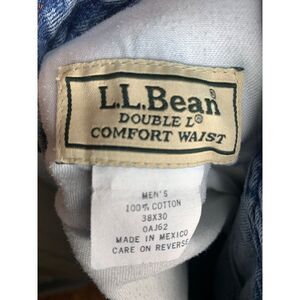 L.L.Bean®
DOUBLE L®
COMFORT WAIST
MEN'S
100% COTTON
38X30
0AJ62
MADE IN MEXICO
CARE ON REVERSE